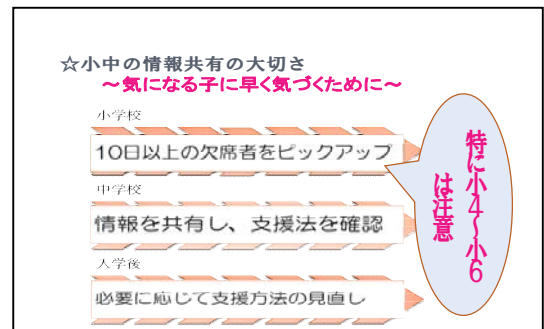 ☆小中の情報共有の大切さ
～気になる子に早く気づくために～
小学校
10日以上の欠席者をピックアップ
中学校
情報を共有し、支援法を確認
入学後
必要に応じて支援方法の見直し
特に小4～小6
は注意